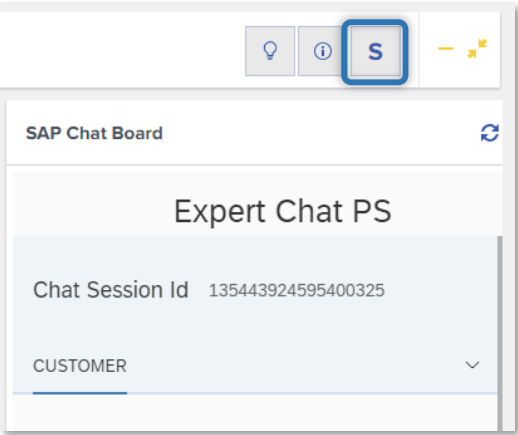 S
SAP Chat Board
Expert Chat PS
Chat Session Id 135443924595400325
CUSTOMER